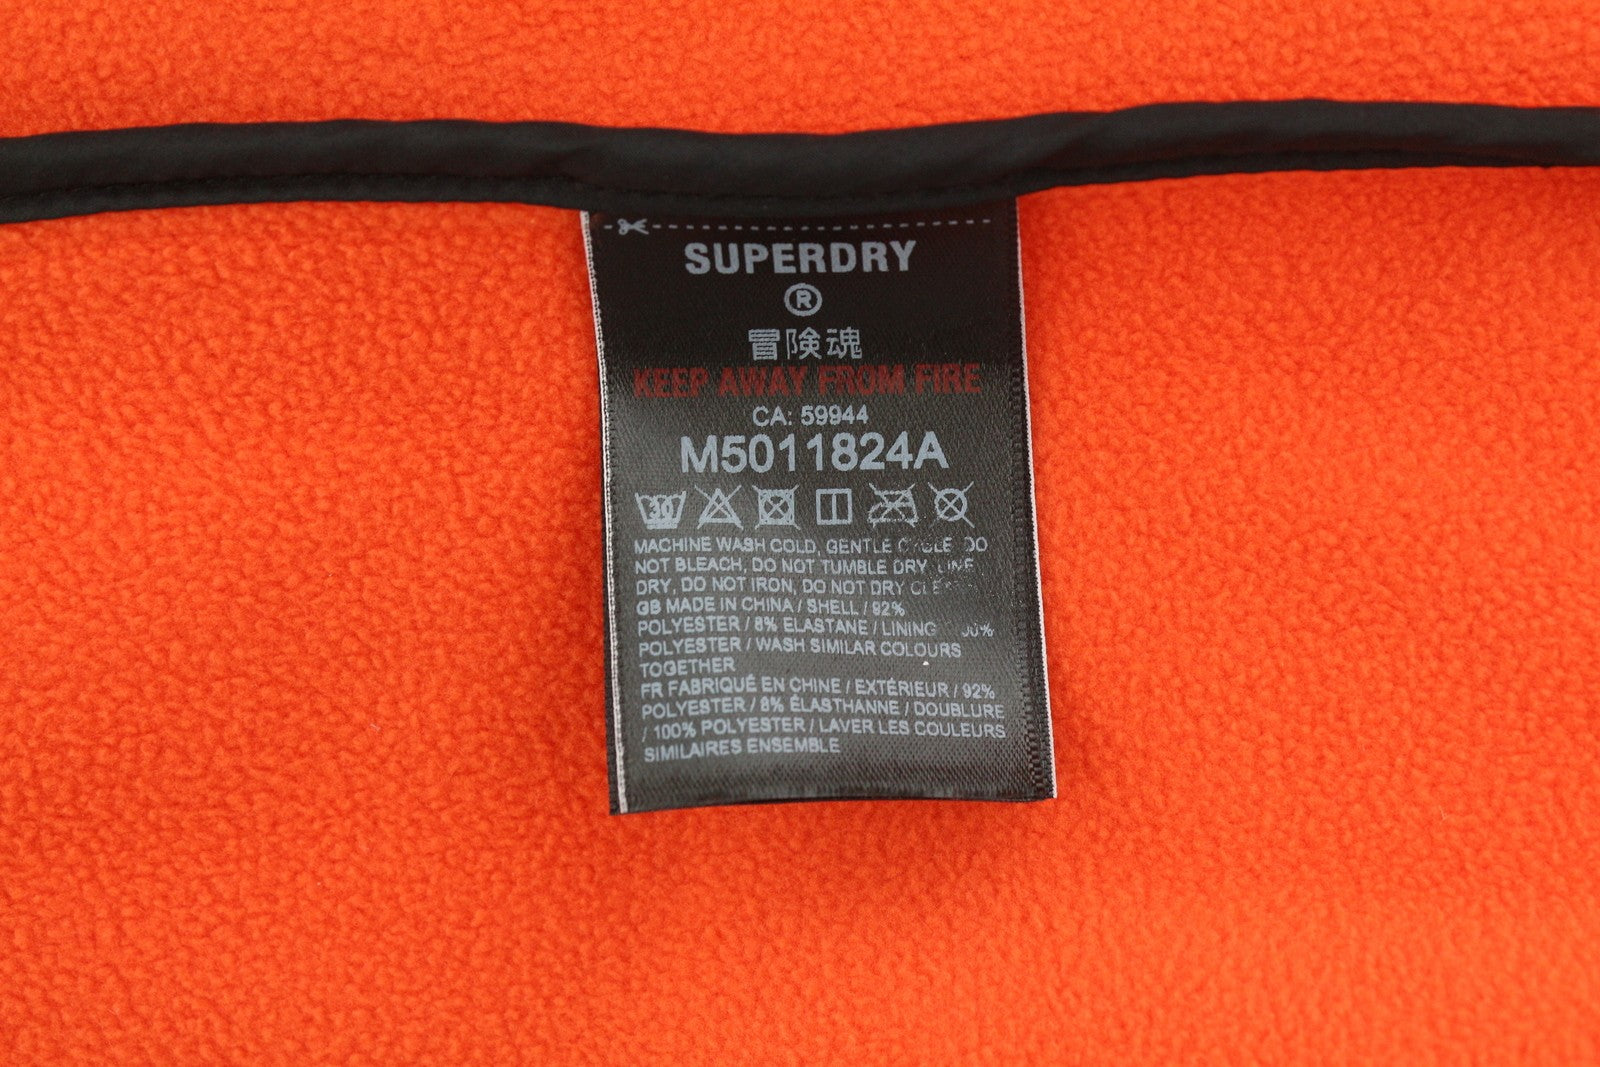 SUPERDRY
®
冒険魂
KEEP AWAY FROM FIRE
CA: 59944
M5011824A
30
MACHINE WASH COLD, GENTLE CYCLE, DO
NOT BLEACH, DO NOT TUMBLE DRY, LINE
DRY, DO NOT IRON, DO NOT DRY CLEAN
GB MADE IN CHINA / SHELL / 92%
POLYESTER / 8% ELASTANE / LINING / 100%
POLYESTER / WASH SIMILAR COLOURS
TOGETHER
FR FABRIQUÉ EN CHINE / EXTÉRIEUR / 92%
POLYESTER / 8% ÉLASTHANNE / DOUBLURE
/ 100% POLYESTER / LAVER LES COULEURS
SIMILAIRES ENSEMBLE